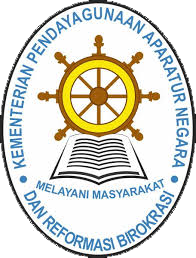 KEMENTERIAN PENDAYAGUNAAN APARATUR NEGARA
MELAYANI MASYARAKAT
DAN REFORMASI BIROKRASI